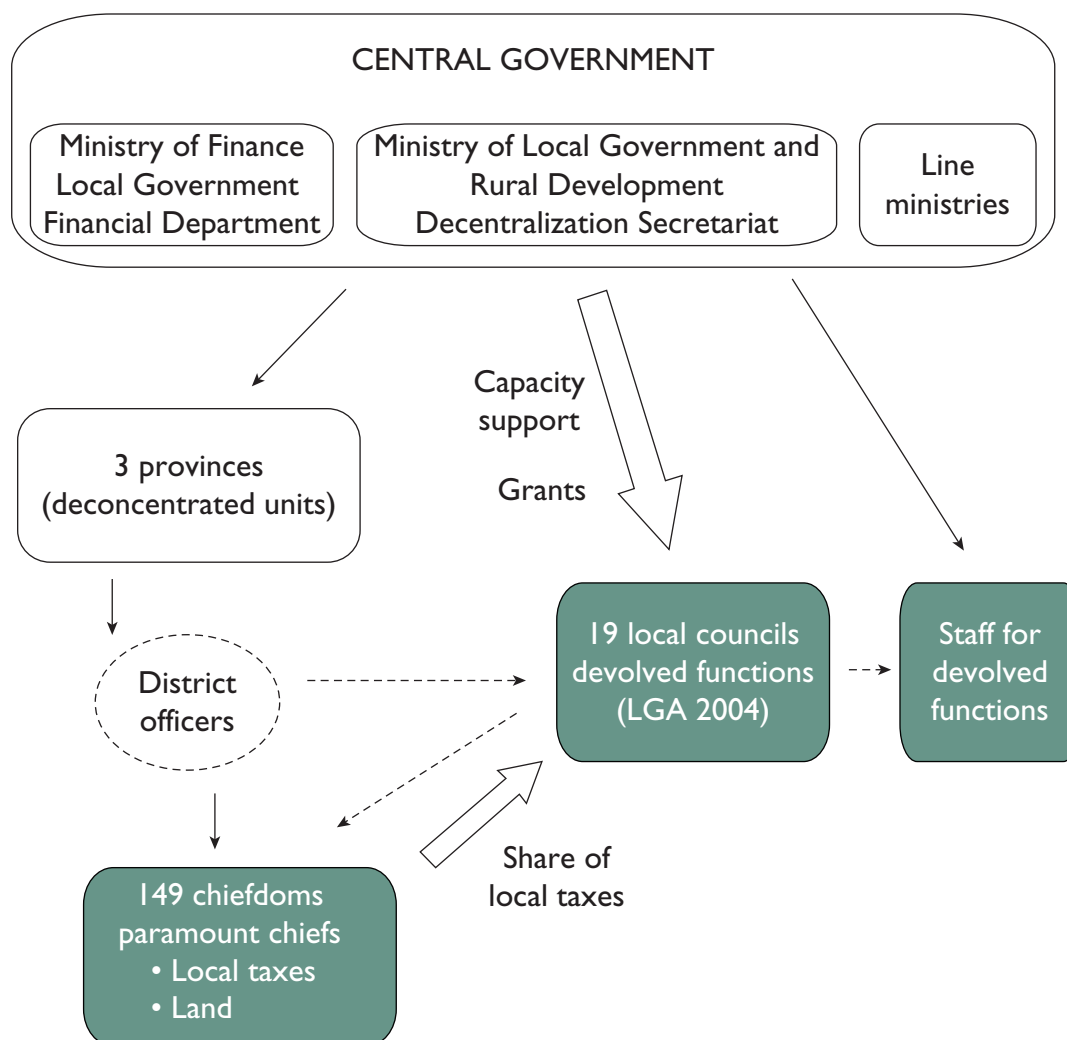 CENTRAL GOVERNMENT
Ministry of Finance
Local Government
Financial Department
Ministry of Local Government and
Rural Development
Decentralization Secretariat
Line
ministries
Capacity
support
Grants
3 provinces
(deconcentrated units)
District
officers
19 local councils
devolved functions
(LGA 2004)
Staff for
devolved
functions
Share of
local taxes
149 chiefdoms
paramount chiefs
• Local taxes
• Land